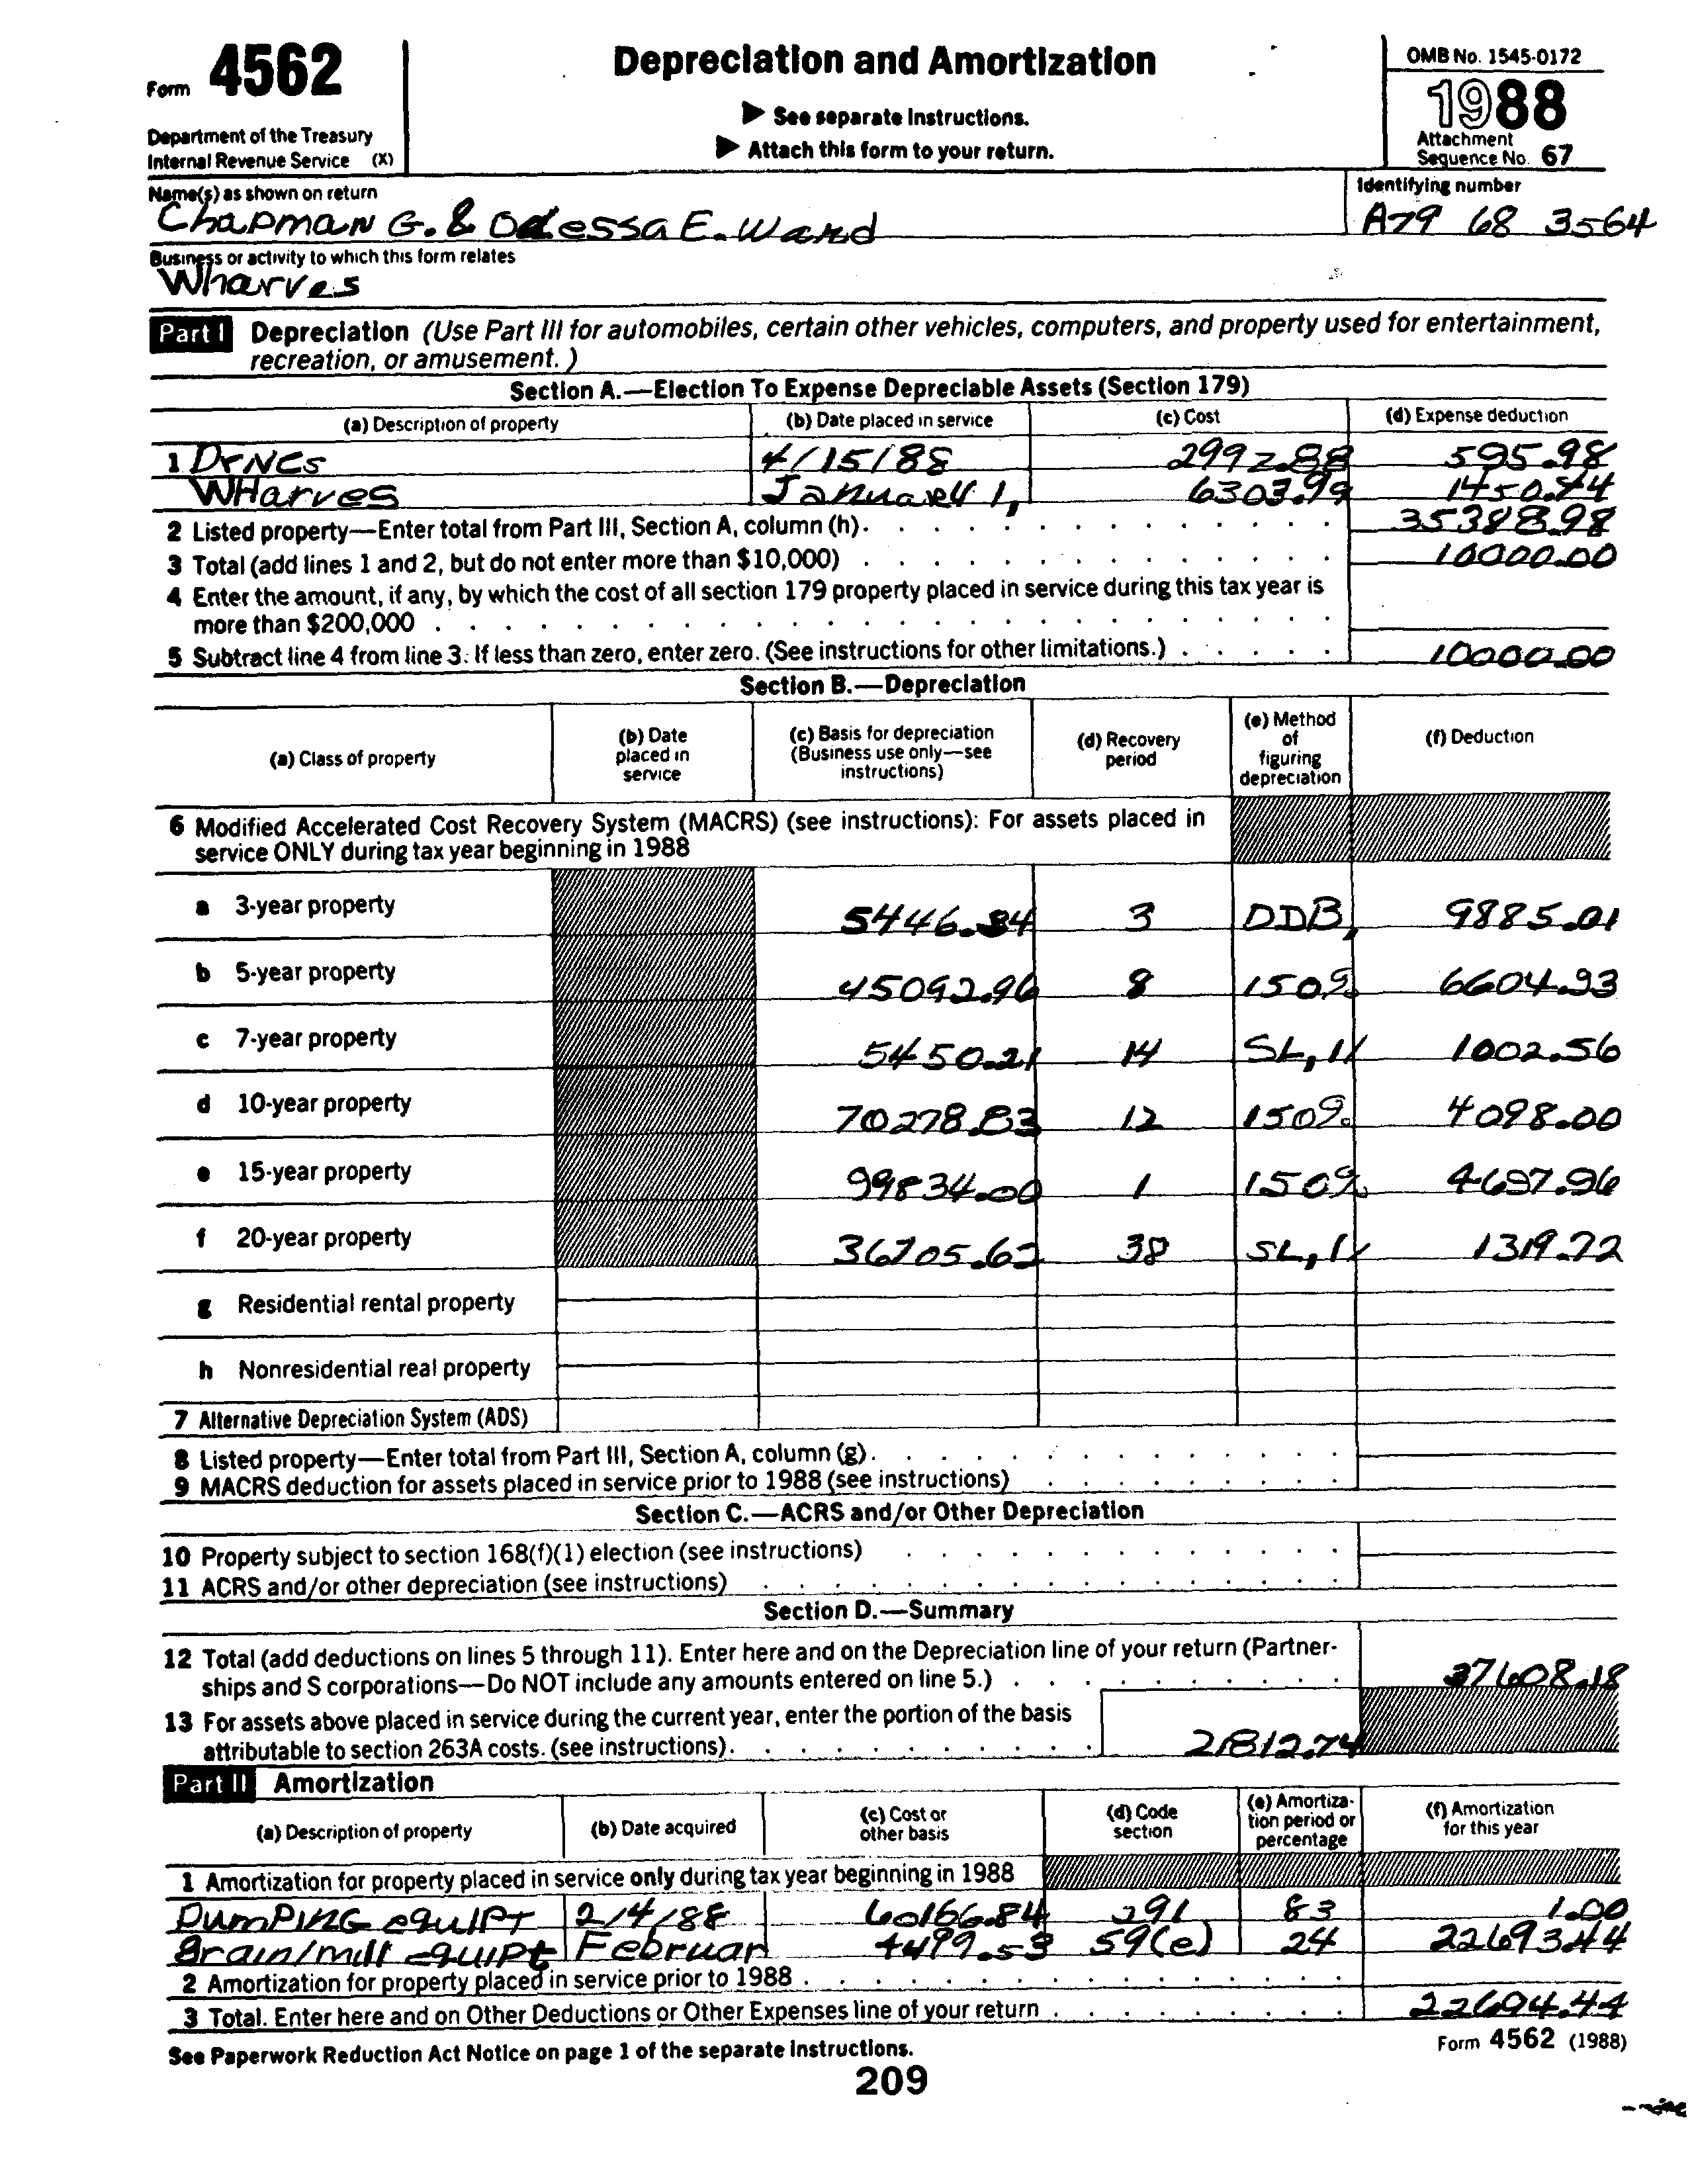 Form 4562
Department of the Treasury
Internal Revenue Service (X)
Depreciation and Amortization
▶ See separate Instructions.
▶ Attach this form to your return.
OMB No. 1545-0172
1988
Attachment
Sequence No. 67
Name(s) as shown on return
Chapman G. & Odessa E. Ward
Identifying number
A79 68 3564
Business or activity to which this form relates
Wharves
Part I Depreciation (Use Part III for automobiles, certain other vehicles, computers, and property used for entertainment,
recreation, or amusement.)
Section A.—Election To Expense Depreciable Assets (Section 179)
(a) Description of property (b) Date placed in service (c) Cost (d) Expense deduction
1 DrNCs 4/15/88 2992.88 595.98
WHarves January 1, 6303.99 1450.74
2 Listed property—Enter total from Part III, Section A, column (h). 35388.98
3 Total (add lines 1 and 2, but do not enter more than $10,000) 10000.00
4 Enter the amount, if any, by which the cost of all section 179 property placed in service during this tax year is
more than $200,000
5 Subtract line 4 from line 3. If less than zero, enter zero. (See instructions for other limitations.) 10000.00
Section B.—Depreciation
(a) Class of property (b) Date placed in service (c) Basis for depreciation (Business use only—see instructions) (d) Recovery period (e) Method of figuring depreciation (f) Deduction
6 Modified Accelerated Cost Recovery System (MACRS) (see instructions): For assets placed in
service ONLY during tax year beginning in 1988
a 3-year property 5446.84 3 DDB, 9885.01
b 5-year property 45092.96 8 150% 6604.93
c 7-year property 5450.21 14 SL, 1/ 1002.56
d 10-year property 70278.83 12 150% 4098.00
e 15-year property 99834.00 1 150% 4697.96
f 20-year property 36705.62 38 SL, 1/ 1319.72
g Residential rental property
h Nonresidential real property
7 Alternative Depreciation System (ADS)
8 Listed property—Enter total from Part III, Section A, column (g).
9 MACRS deduction for assets placed in service prior to 1988 (see instructions)
Section C.—ACRS and/or Other Depreciation
10 Property subject to section 168(f)(1) election (see instructions)
11 ACRS and/or other depreciation (see instructions)
Section D.—Summary
12 Total (add deductions on lines 5 through 11). Enter here and on the Depreciation line of your return (Partner-
ships and S corporations—Do NOT include any amounts entered on line 5.) 37608.18
13 For assets above placed in service during the current year, enter the portion of the basis
attributable to section 263A costs. (see instructions). 21812.74
Part II Amortization
(a) Description of property (b) Date acquired (c) Cost or other basis (d) Code section (e) Amortiza- tion period or percentage (f) Amortization for this year
1 Amortization for property placed in service only during tax year beginning in 1988
PumPING equIPT 2/4/88 60166.84 291 83 1.00
Grain/mill equipt Februar 4499.53 59(e) 24 22693.44
2 Amortization for property placed in service prior to 1988
3 Total. Enter here and on Other Deductions or Other Expenses line of your return 22694.44
See Paperwork Reduction Act Notice on page 1 of the separate instructions.
Form 4562 (1988)
209